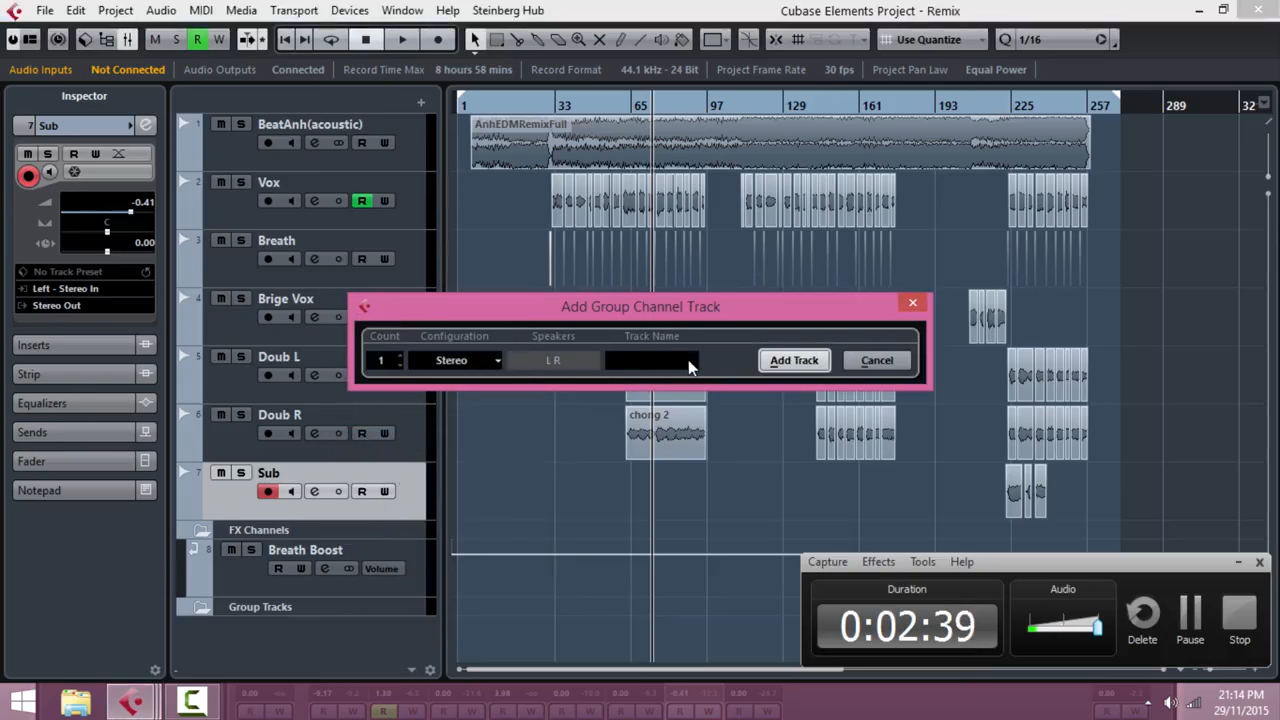 File Edit Project Audio MIDI Media Transport Devices Window Help Steinberg Hub
Cubase Elements Project - Remix
M S R W
Use Quantize
Q 1/16
Audio Inputs Not Connected Audio Outputs Connected Record Time Max 8 hours 58 mins Record Format 44.1 kHz - 24 Bit Project Frame Rate 30 fps Project Pan Law Equal Power
Inspector
1 33 65 97 129 161 193 225 257 289 32
7 Sub
m S R W
-0.41
C
0.00
No Track Preset
Left - Stereo In
Stereo Out
Inserts
Strip
Equalizers
Sends
Fader
Notepad
1 m S BeatAnh(acoustic)
R W
AnhEDMRemixFull
2 m S Vox
R W
3 m S Breath
R W
4 m S Brige Vox
5 m S Doub L
R W
6 m S Doub R
R W
chong 2
7 m S Sub
R W
FX Channels
8 m S Breath Boost
R W e Volume
Group Tracks
Add Group Channel Track
Count Configuration Speakers Track Name
1 Stereo L R Add Track Cancel
Capture Effects Tools Help
Duration
0:02:39
Audio
Delete Pause Stop
21:14 PM
29/11/2015